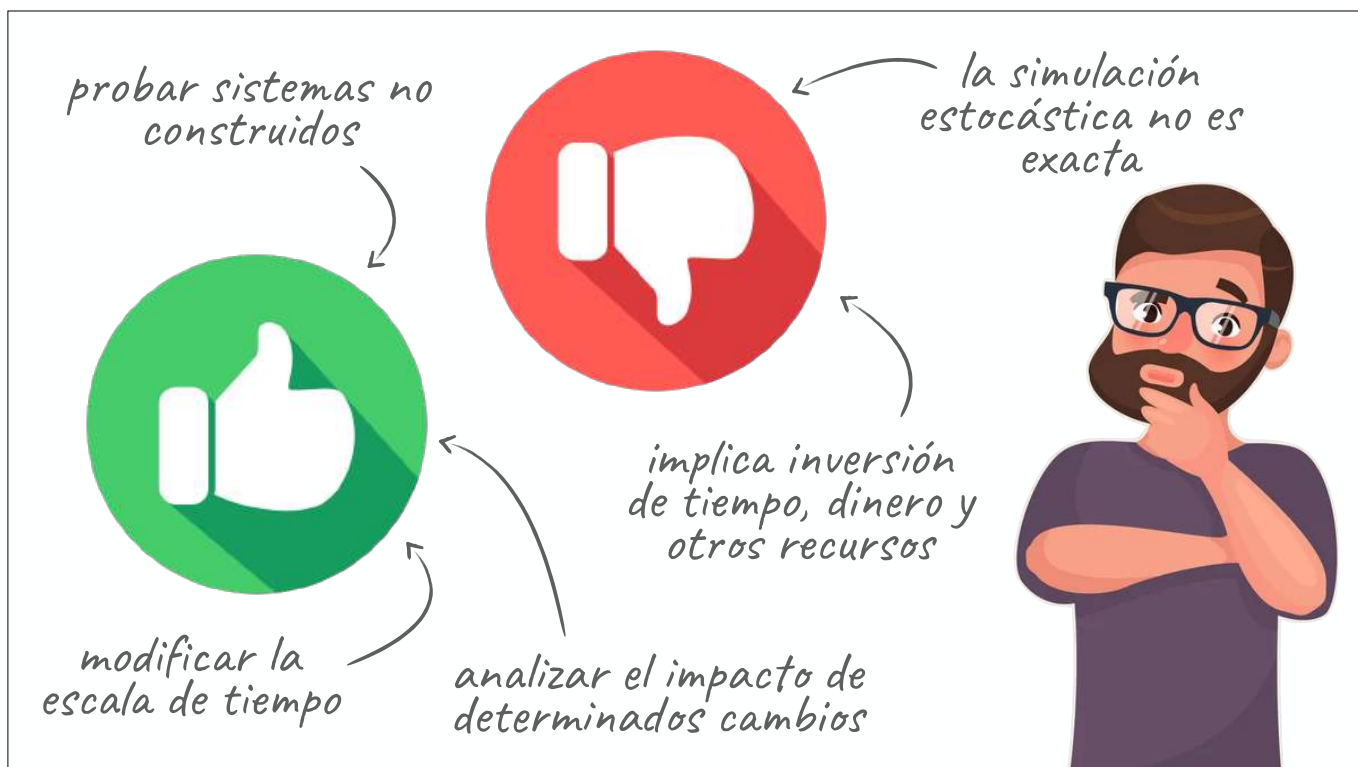 probar sistemas no
construidos
la simulación
estocástica no es
exacta
implica inversión
de tiempo, dinero y
otros recursos
modificar la
escala de tiempo
analizar el impacto de
determinados cambios